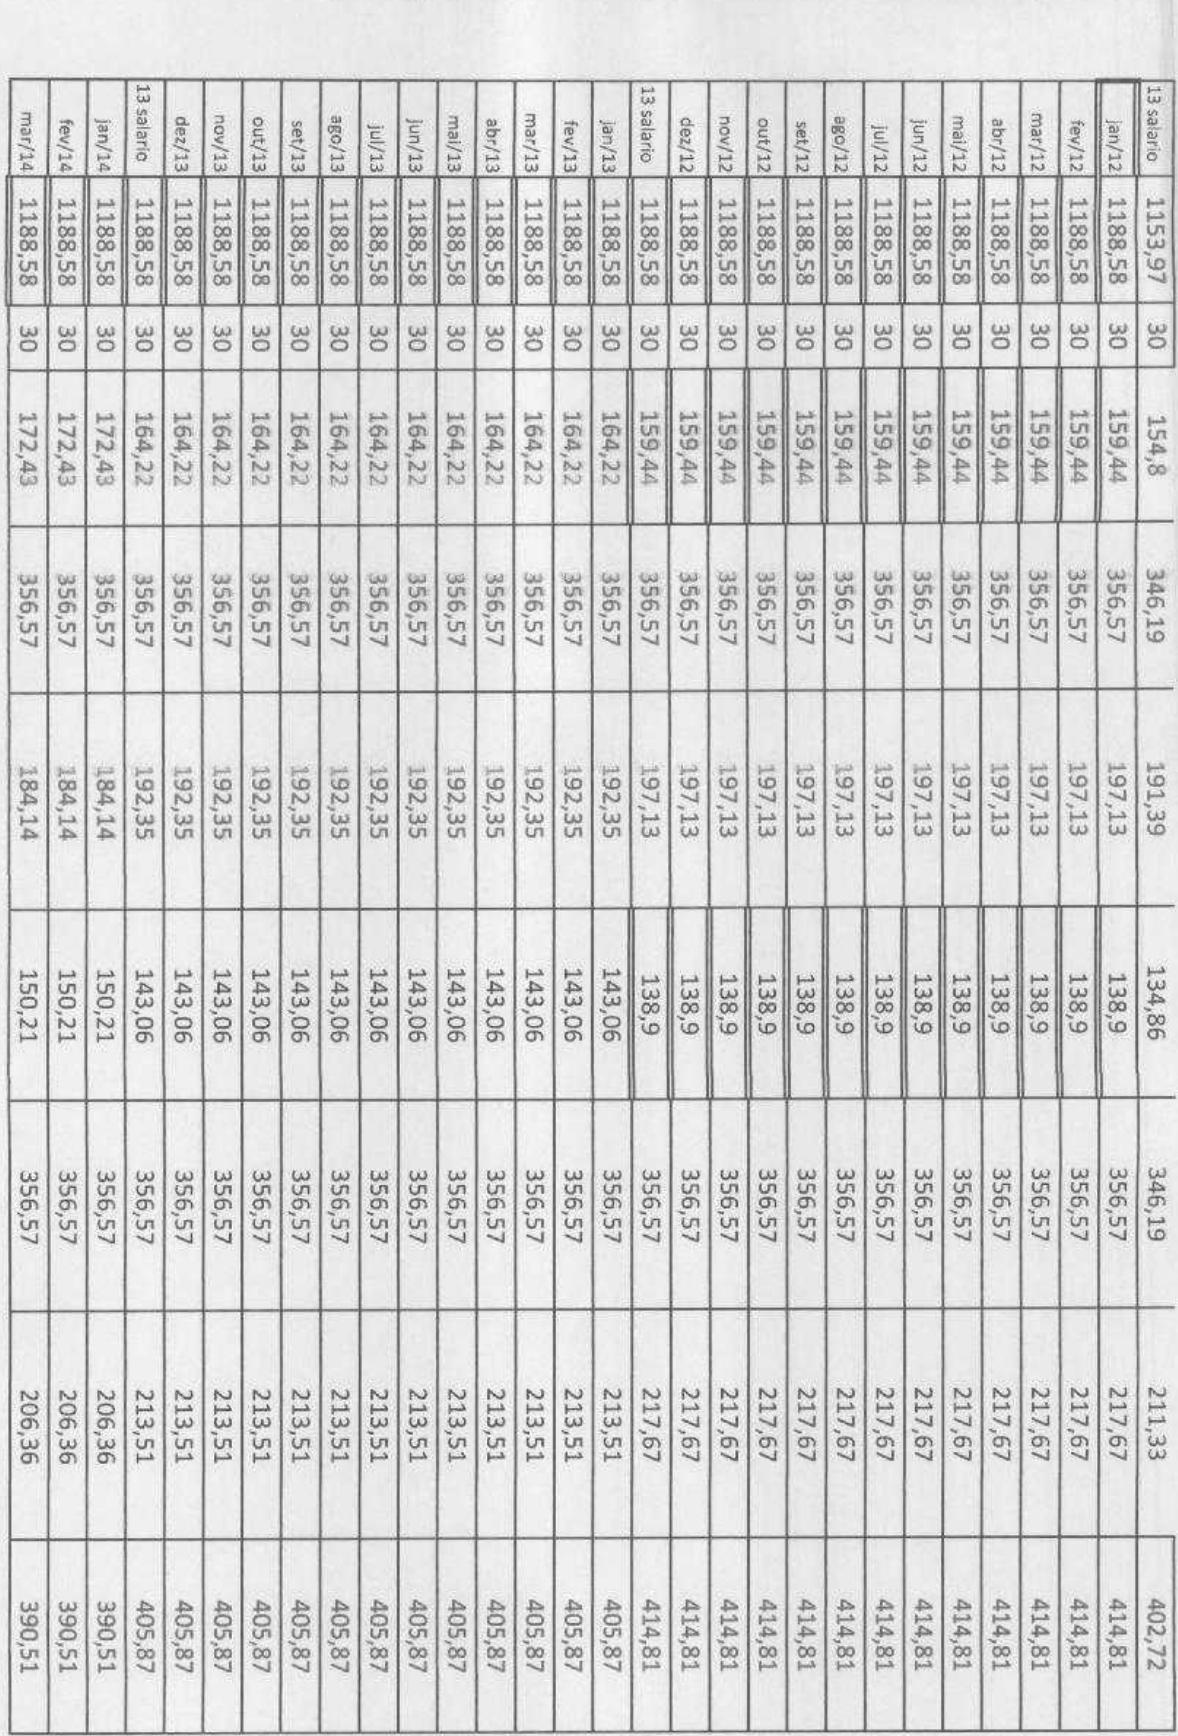 13 salario 1153,97 30 154,8 346,19 191,39 134,86 346,19 211,33 402,72
jan/12 1188,58 30 159,44 356,57 197,13 138,9 356,57 217,67 414,81
fev/12 1188,58 30 159,44 356,57 197,13 138,9 356,57 217,67 414,81
mar/12 1188,58 30 159,44 356,57 197,13 138,9 356,57 217,67 414,81
abr/12 1188,58 30 159,44 356,57 197,13 138,9 356,57 217,67 414,81
mai/12 1188,58 30 159,44 356,57 197,13 138,9 356,57 217,67 414,81
jun/12 1188,58 30 159,44 356,57 197,13 138,9 356,57 217,67 414,81
jul/12 1188,58 30 159,44 356,57 197,13 138,9 356,57 217,67 414,81
ago/12 1188,58 30 159,44 356,57 197,13 138,9 356,57 217,67 414,81
set/12 1188,58 30 159,44 356,57 197,13 138,9 356,57 217,67 414,81
out/12 1188,58 30 159,44 356,57 197,13 138,9 356,57 217,67 414,81
nov/12 1188,58 30 159,44 356,57 197,13 138,9 356,57 217,67 414,81
dez/12 1188,58 30 159,44 356,57 197,13 138,9 356,57 217,67 414,81
13 salario 1188,58 30 159,44 356,57 197,13 138,9 356,57 217,67 414,81
jan/13 1188,58 30 164,22 356,57 192,35 143,06 356,57 213,51 405,87
fev/13 1188,58 30 164,22 356,57 192,35 143,06 356,57 213,51 405,87
mar/13 1188,58 30 164,22 356,57 192,35 143,06 356,57 213,51 405,87
abr/13 1188,58 30 164,22 356,57 192,35 143,06 356,57 213,51 405,87
mai/13 1188,58 30 164,22 356,57 192,35 143,06 356,57 213,51 405,87
jun/13 1188,58 30 164,22 356,57 192,35 143,06 356,57 213,51 405,87
jul/13 1188,58 30 164,22 356,57 192,35 143,06 356,57 213,51 405,87
ago/13 1188,58 30 164,22 356,57 192,35 143,06 356,57 213,51 405,87
set/13 1188,58 30 164,22 356,57 192,35 143,06 356,57 213,51 405,87
out/13 1188,58 30 164,22 356,57 192,35 143,06 356,57 213,51 405,87
nov/13 1188,58 30 164,22 356,57 192,35 143,06 356,57 213,51 405,87
dez/13 1188,58 30 164,22 356,57 192,35 143,06 356,57 213,51 405,87
13 salario 1188,58 30 164,22 356,57 192,35 143,06 356,57 213,51 405,87
jan/14 1188,58 30 172,43 356,57 184,14 150,21 356,57 206,36 390,51
fev/14 1188,58 30 172,43 356,57 184,14 150,21 356,57 206,36 390,51
mar/14 1188,58 30 172,43 356,57 184,14 150,21 356,57 206,36 390,51